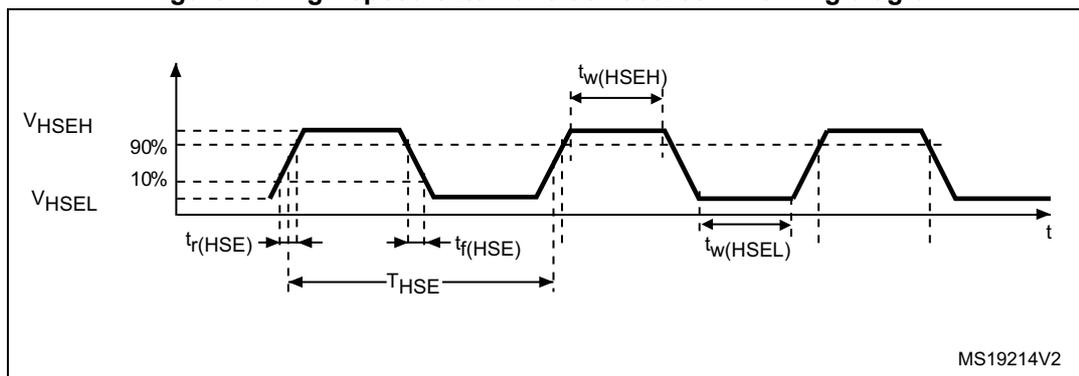 tw(HSEH)
VHSEH
90%
10%
VHSEL
tr(HSE)
tf(HSE)
tw(HSEL)
t
THSE
MS19214V2